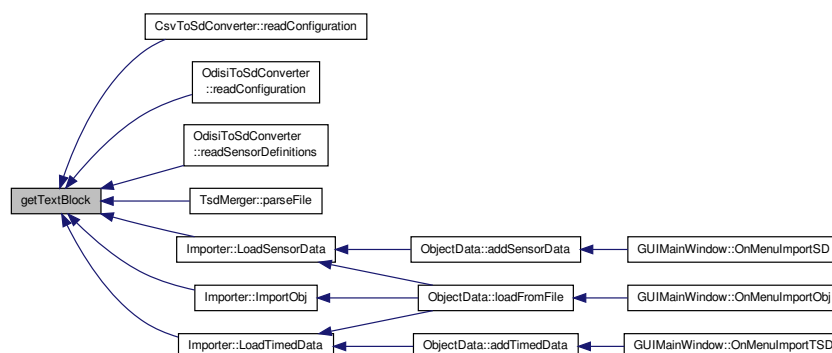 CsvToSdConverter::readConfiguration
OdisiToSdConverter
::readConfiguration
OdisiToSdConverter
::readSensorDefinitions
getTextBlock
TsdMerger::parseFile
Importer::LoadSensorData
ObjectData::addSensorData
GUIMainWindow::OnMenuImportSD
Importer::ImportObj
ObjectData::loadFromFile
GUIMainWindow::OnMenuImportObj
Importer::LoadTimedData
ObjectData::addTimedData
GUIMainWindow::OnMenuImportTSD